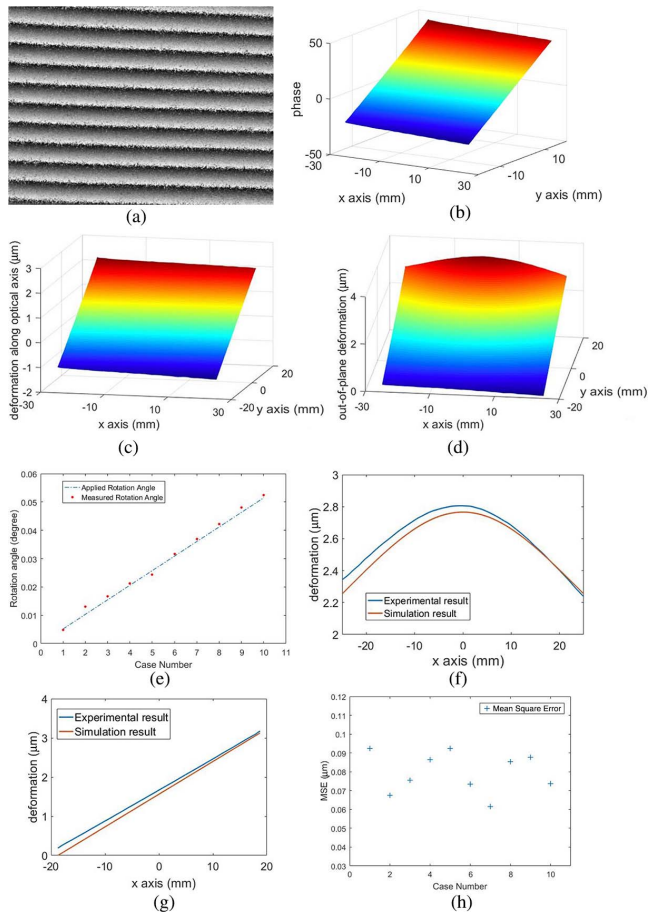 (a)
50
0
-50
-30
-10
10
30
-10
10
phase
x axis (mm)
y axis (mm)
(b)
3
2
1
0
-1
-2
-30
-10
10
30
-20
0
20
deformation along optical axis (µm)
x axis (mm)
y axis (mm)
(c)
4
2
0
-30
-10
10
30
-20
0
20
out-of-plane deformation (µm)
x axis (mm)
y axis (mm)
(d)
0.06
0.05
0.04
0.03
0.02
0.01
0
0 1 2 3 4 5 6 7 8 9 10 11
Rotation angle (degree)
Applied Rotation Angle
Measured Rotation Angle
Case Number
(e)
3
2.8
2.6
2.4
2.2
2
-20 -10 0 10 20
deformation (µm)
Experimental result
Simulation result
x axis (mm)
(f)
4
3
2
1
0
-20 -10 0 10 20
deformation (µm)
Experimental result
Simulation result
x axis (mm)
(g)
0.12
0.11
0.1
0.09
0.08
0.07
0.06
0.05
0.04
0.03
0 2 4 6 8 10
MSE (µm)
Mean Square Error
Case Number
(h)